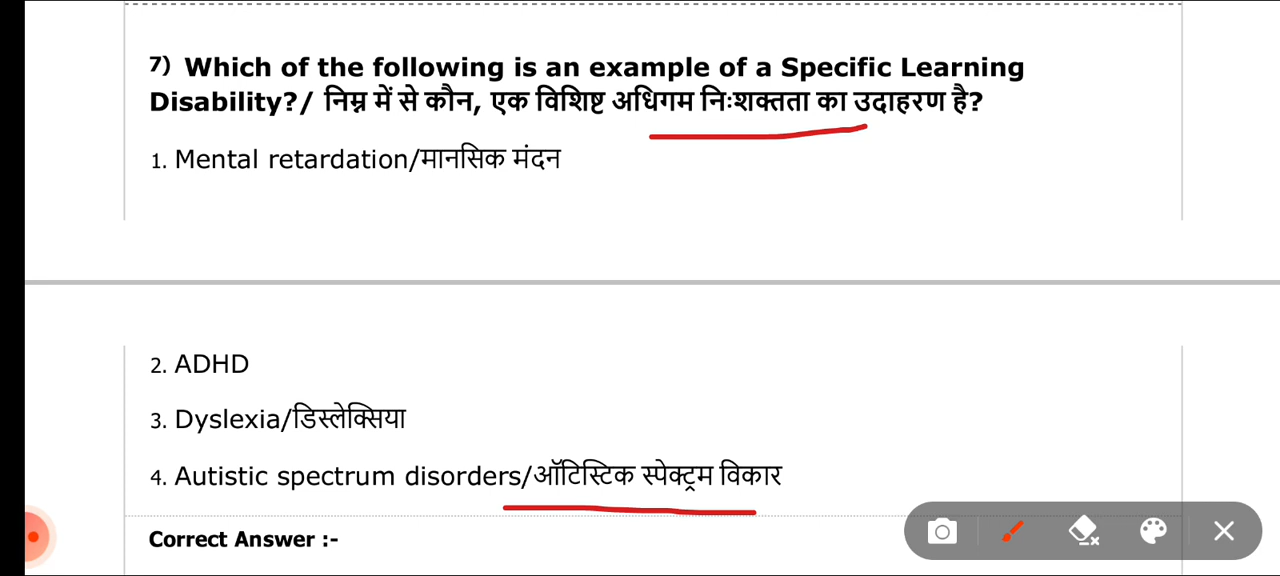 7) Which of the following is an example of a Specific Learning
Disability?/ निम्न में से कौन, एक विशिष्ट अधिगम निःशक्तता का उदाहरण है?
1. Mental retardation/मानसिक मंदन
2. ADHD
3. Dyslexia/डिस्लेक्सिया
4. Autistic spectrum disorders/ऑटिस्टिक स्पेक्ट्रम विकार
Correct Answer :-